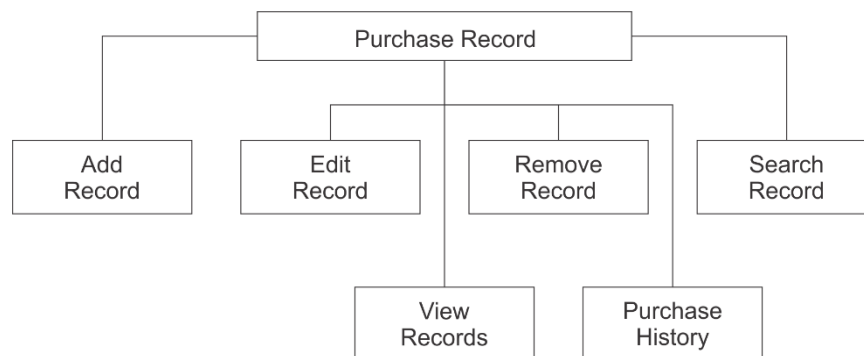 Purchase Record
Add
Record
Edit
Record
Remove
Record
Search
Record
View
Records
Purchase
History